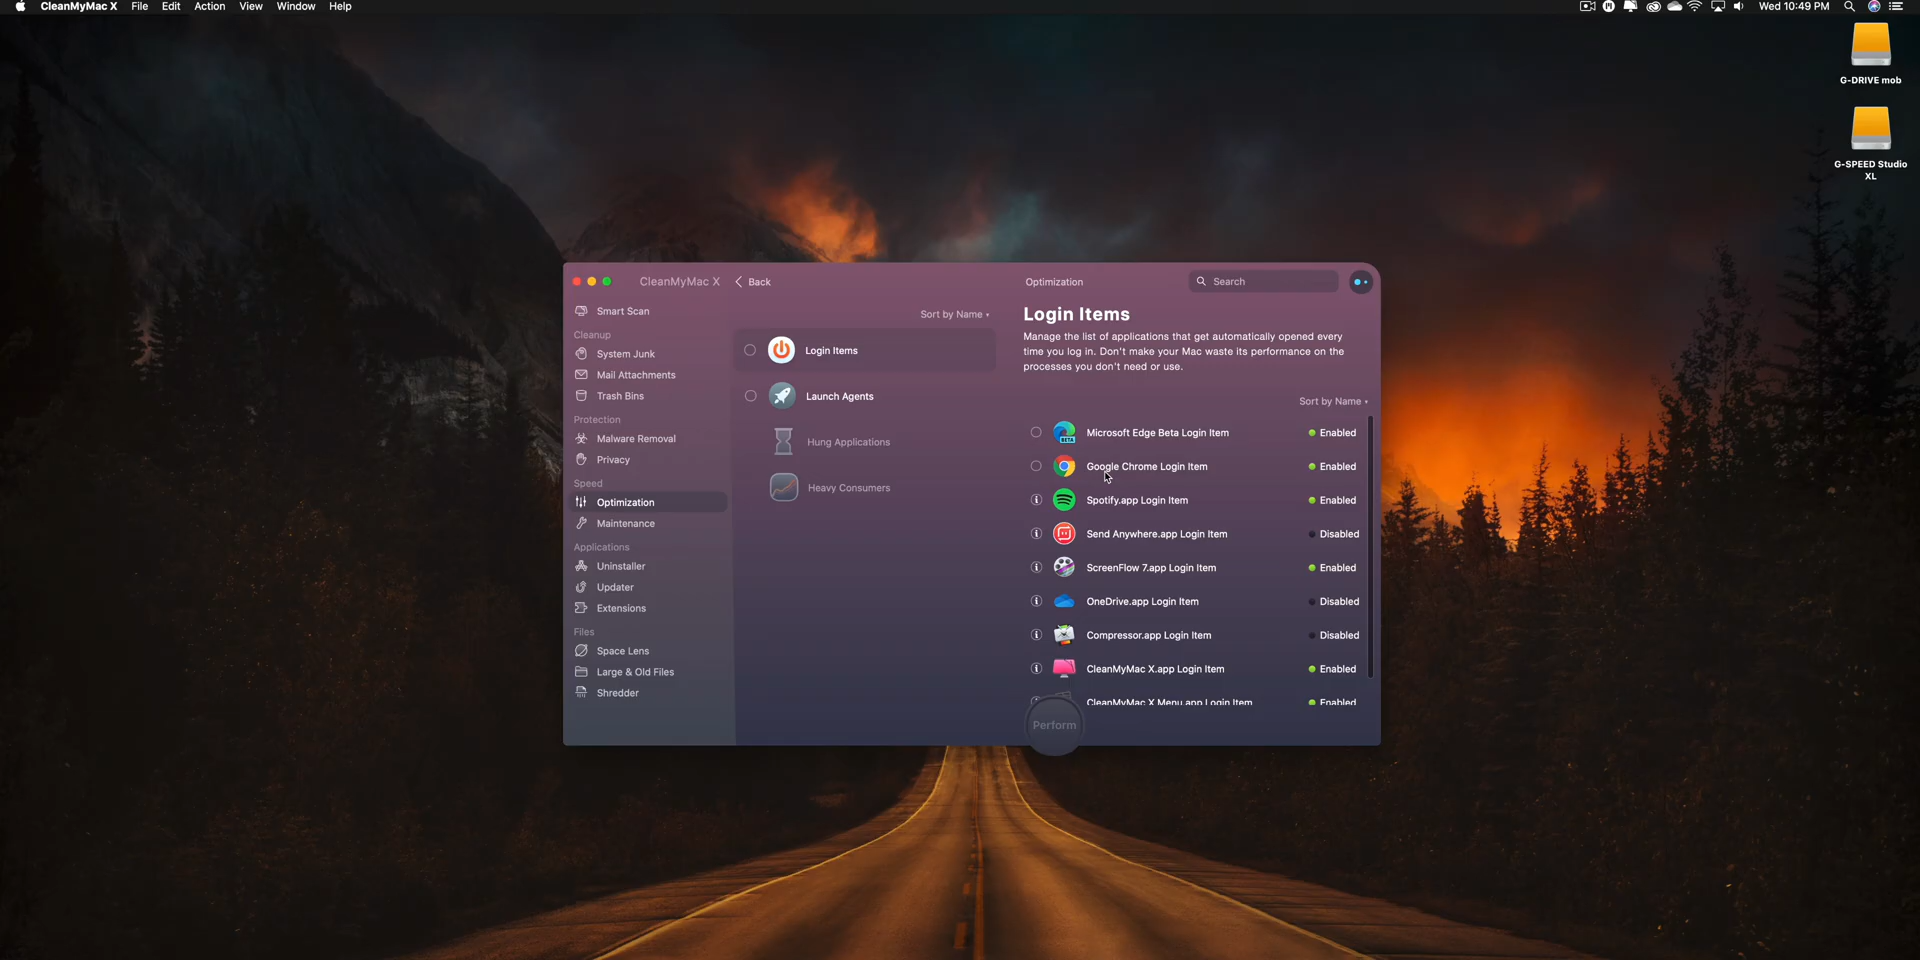 CleanMyMac X File Edit Action View Window Help
Wed 10:49 PM
G-DRIVE mob
G-SPEED Studio
XL
CleanMyMac X
Back
Optimization
Search
Smart Scan
Cleanup
System Junk
Mail Attachments
Trash Bins
Protection
Malware Removal
Privacy
Speed
Optimization
Maintenance
Applications
Uninstaller
Updater
Extensions
Files
Space Lens
Large & Old Files
Shredder
Sort by Name
Login Items
Launch Agents
Hung Applications
Heavy Consumers
Login Items
Manage the list of applications that get automatically opened every
time you log in. Don't make your Mac waste its performance on the
processes you don't need or use.
Sort by Name
BETA
Microsoft Edge Beta Login Item Enabled
Google Chrome Login Item Enabled
Spotify.app Login Item Enabled
Send Anywhere.app Login Item Disabled
ScreenFlow 7.app Login Item Enabled
OneDrive.app Login Item Disabled
Compressor.app Login Item Disabled
CleanMyMac X.app Login Item Enabled
CleanMyMac X Menu.app Login Item Enabled
Perform